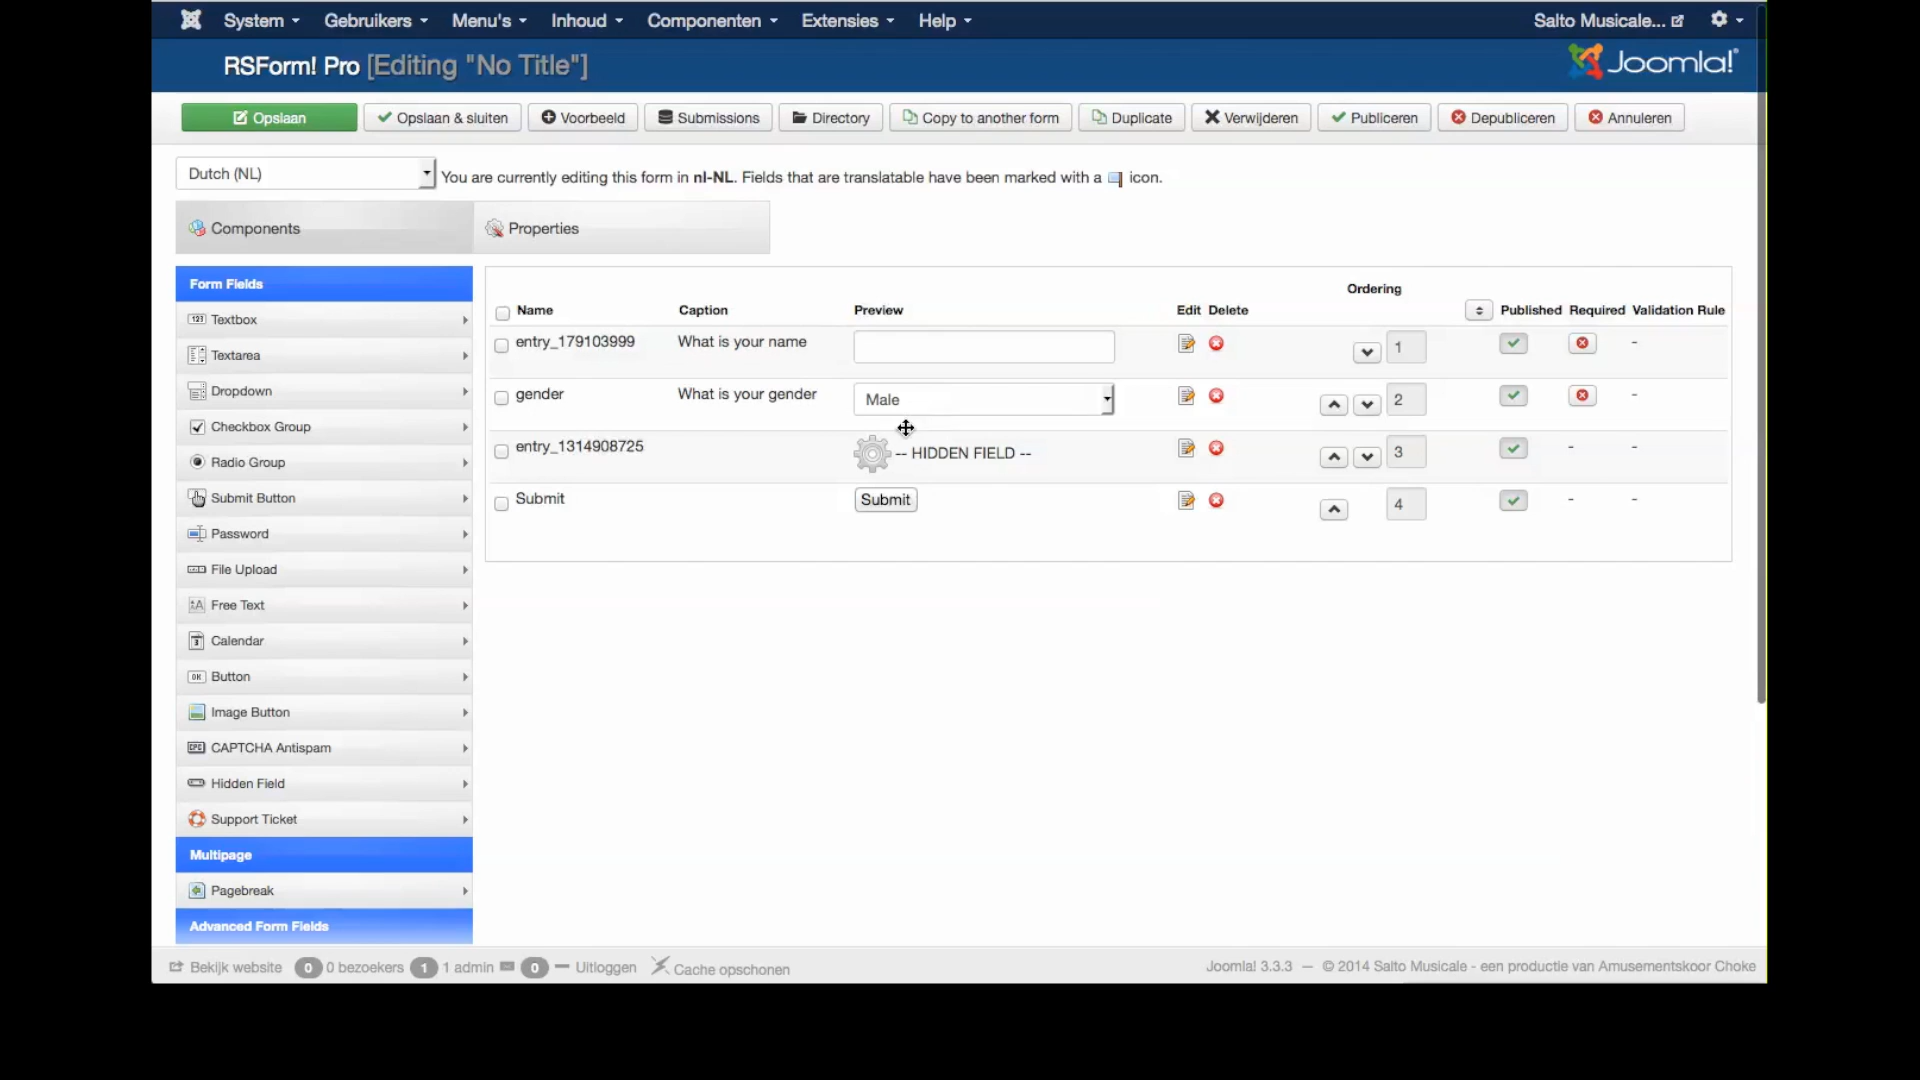 System Gebruikers Menu's Inhoud Componenten Extensies Help Salto Musicale...
RSForm! Pro [Editing "No Title"] Joomla!
Opslaan Opslaan & sluiten Voorbeeld Submissions Directory Copy to another form Duplicate Verwijderen Publiceren Depubliceren Annuleren
Dutch (NL) You are currently editing this form in nl-NL. Fields that are translatable have been marked with a icon.
Components Properties
Form Fields
Textbox
Textarea
Dropdown
Checkbox Group
Radio Group
Submit Button
Password
File Upload
Free Text
Calendar
Button
Image Button
CAPTCHA Antispam
Hidden Field
Support Ticket
Multipage
Pagebreak
Advanced Form Fields
Ordering
Name Caption Preview Edit Delete Published Required Validation Rule
entry_179103999 What is your name 1 -
gender What is your gender Male 2 -
entry_1314908725 -- HIDDEN FIELD -- 3 - -
Submit Submit 4 - -
Bekijk website 0 0 bezoekers 1 1 admin 0 Uitloggen Cache opschonen Joomla! 3.3.3 — © 2014 Salto Musicale - een productie van Amusementskoor Choke